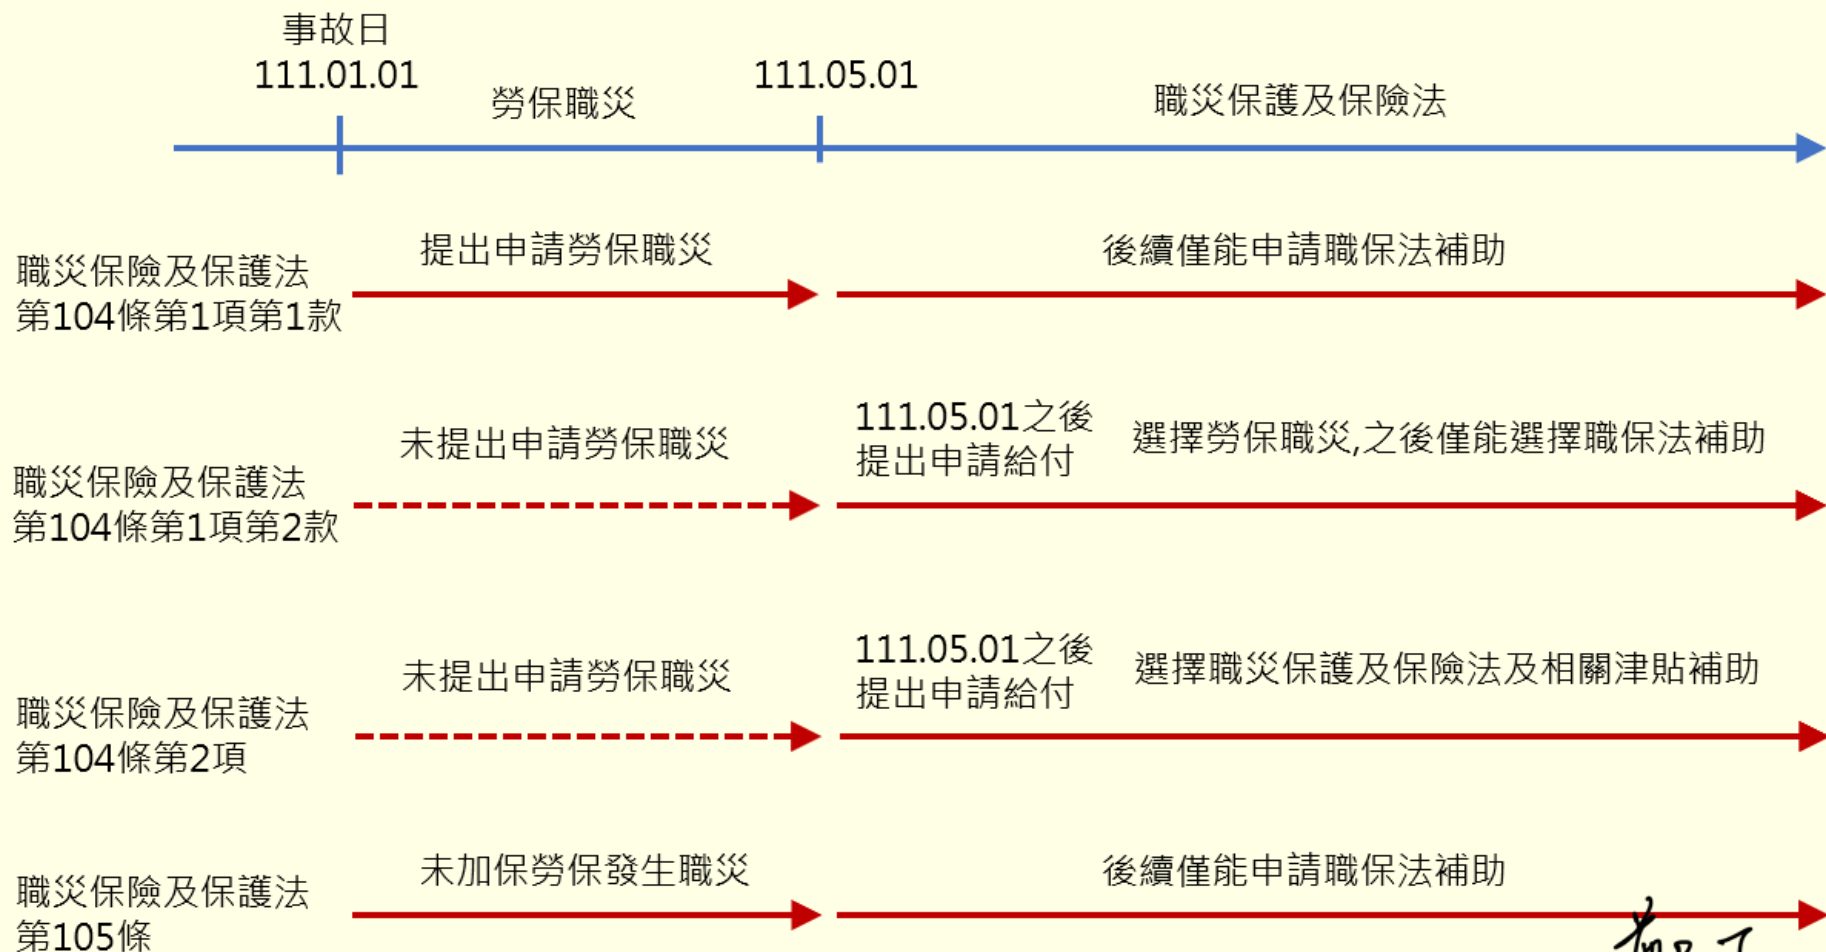 事故日
111.01.01
勞保職災
111.05.01
職災保護及保險法
職災保險及保護法
第104條第1項第1款
提出申請勞保職災
後續僅能申請職保法補助
職災保險及保護法
第104條第1項第2款
未提出申請勞保職災
111.05.01之後
提出申請給付
選擇勞保職災,之後僅能選擇職保法補助
職災保險及保護法
第104條第2項
未提出申請勞保職災
111.05.01之後
提出申請給付
選擇職災保護及保險法及相關津貼補助
職災保險及保護法
第105條
未加保勞保發生職災
後續僅能申請職保法補助